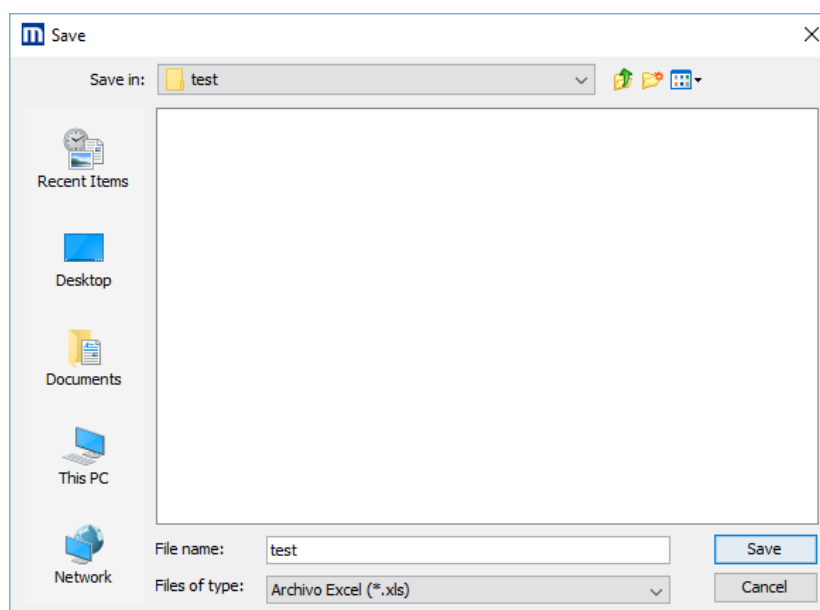 Save
Save in: test
Recent Items
Desktop
Documents
This PC
Network
File name: test Save
Files of type: Archivo Excel (*.xls) Cancel